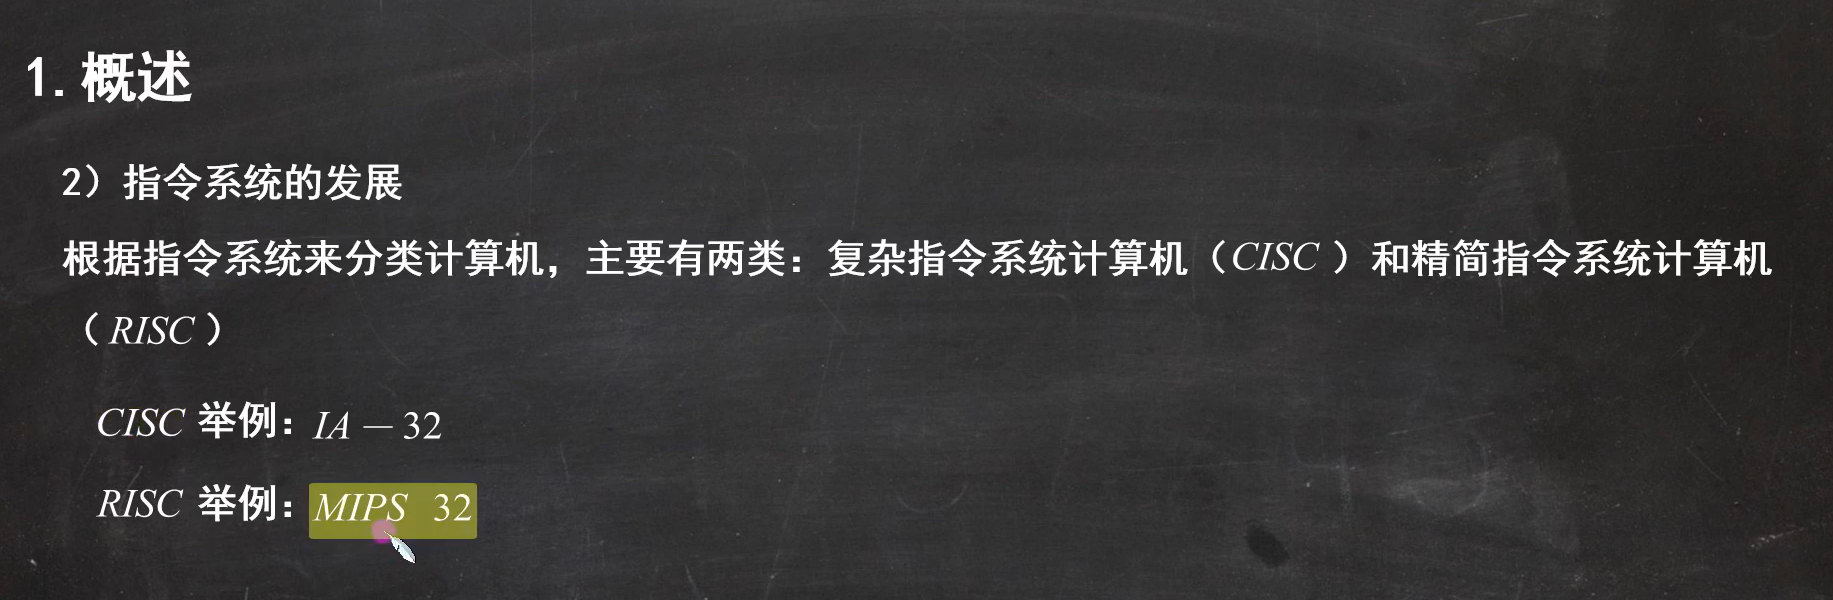 1.概述
2）指令系统的发展
根据指令系统来分类计算机，主要有两类：复杂指令系统计算机（CISC）和精简指令系统计算机
（RISC）
CISC 举例：IA－32
RISC 举例：MIPS 32